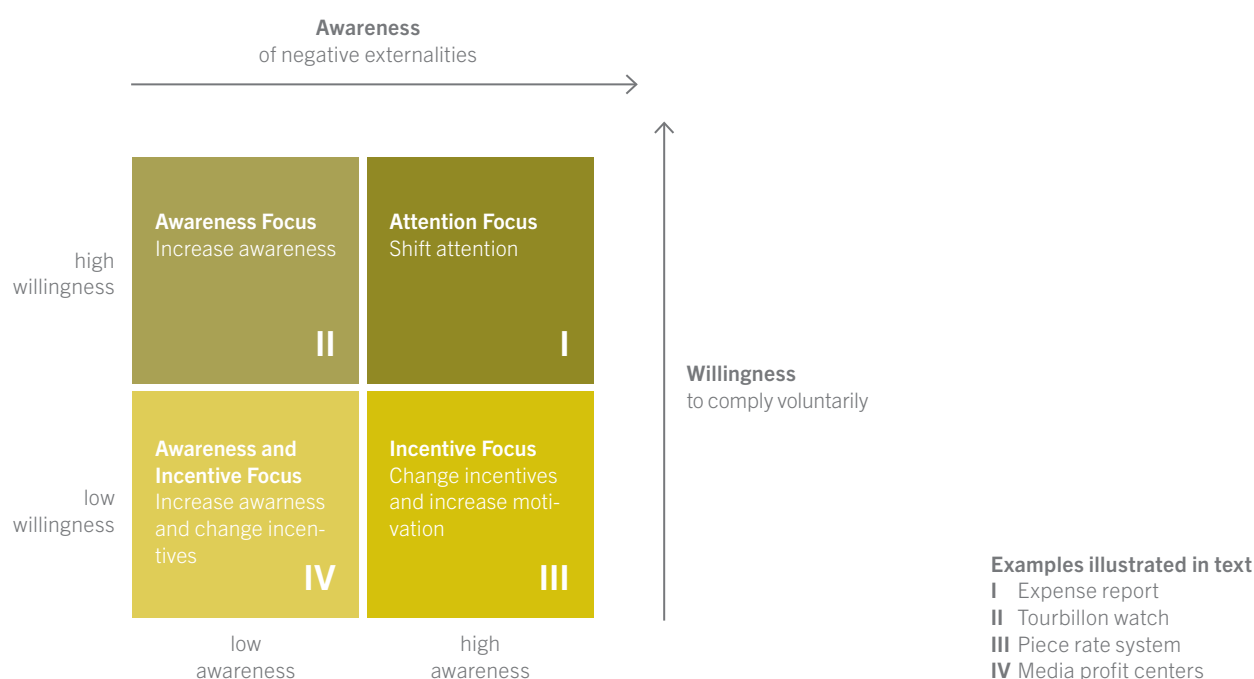 Awareness
of negative externalities
Awareness Focus
Increase awareness
II
Attention Focus
Shift attention
I
high
willingness
Willingness
to comply voluntarily
Awareness and
Incentive Focus
Increase awarness
and change incen-
tives
IV
Incentive Focus
Change incentives
and increase moti-
vation
III
low
willingness
low
awareness
high
awareness
Examples illustrated in text
I Expense report
II Tourbillon watch
III Piece rate system
IV Media profit centers